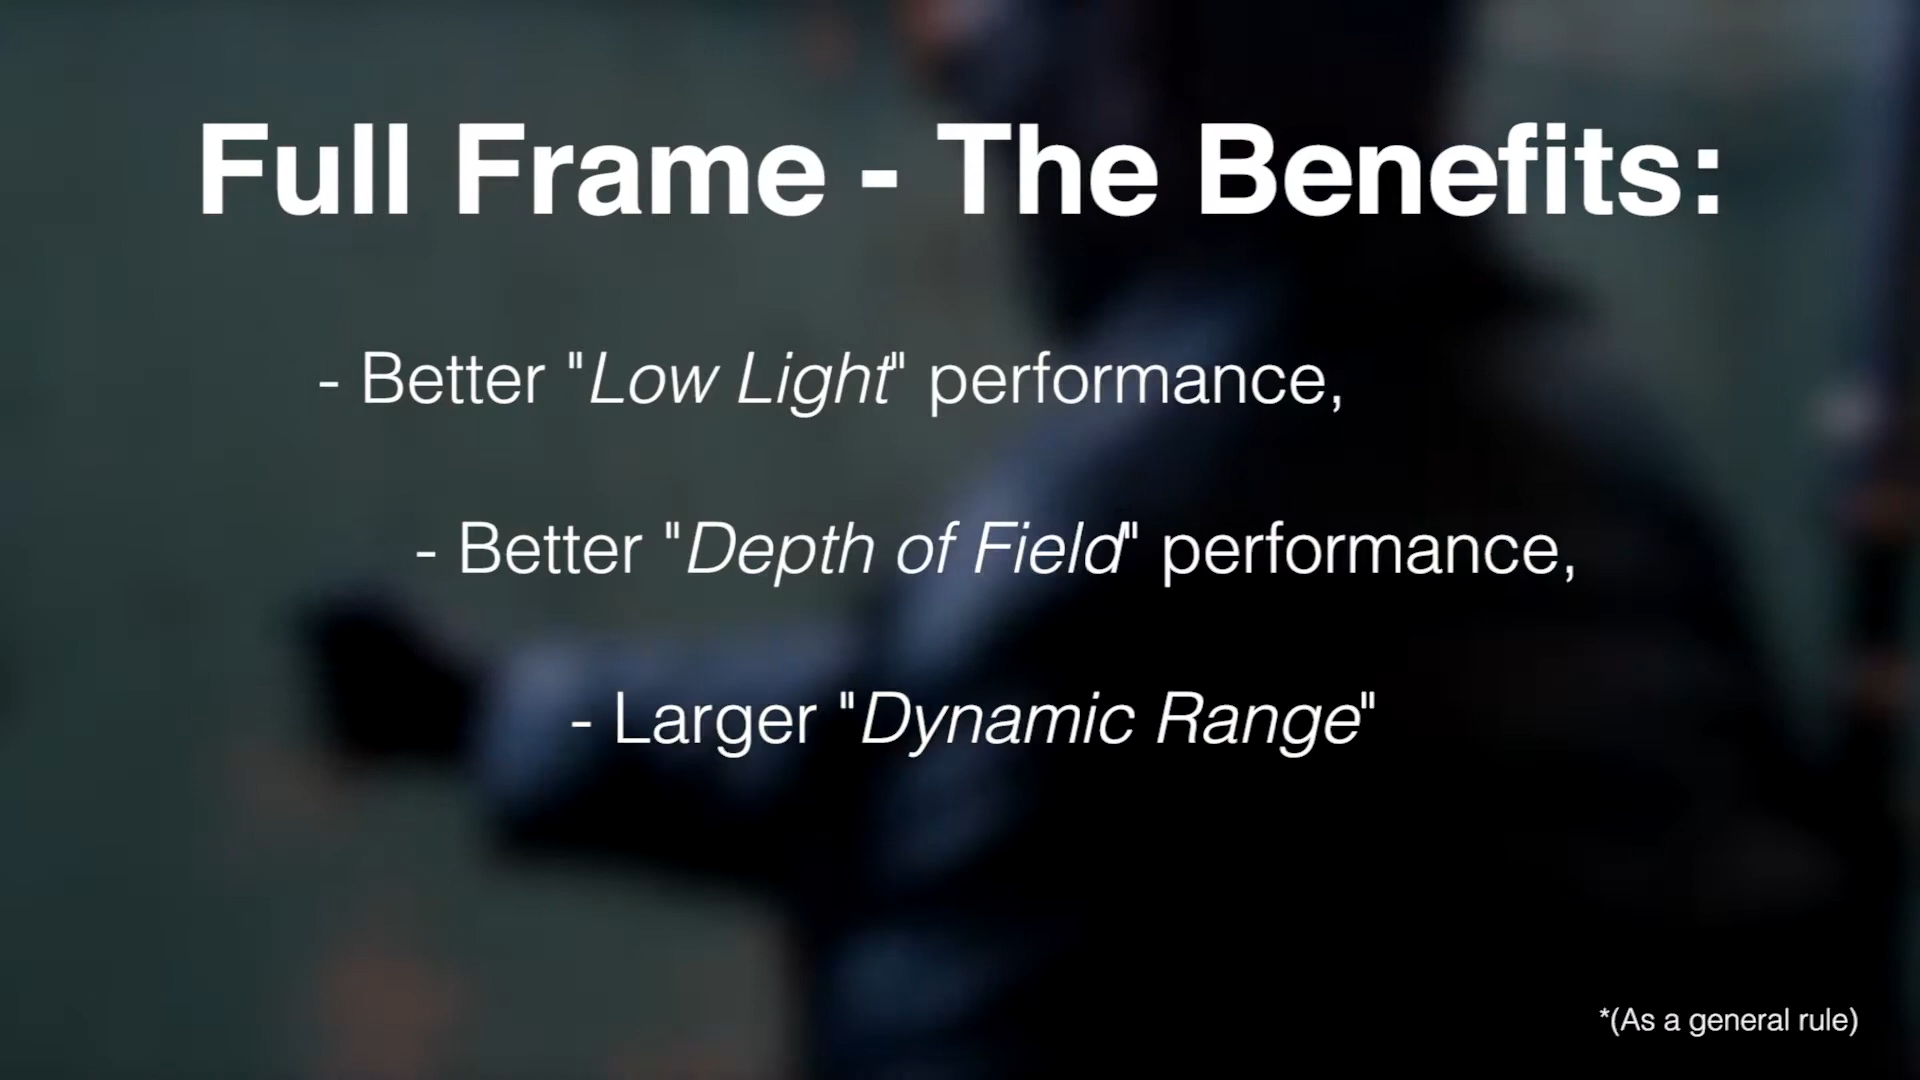 Full Frame - The Benefits:
- Better "Low Light" performance,
- Better "Depth of Field" performance,
- Larger "Dynamic Range"
*(As a general rule)